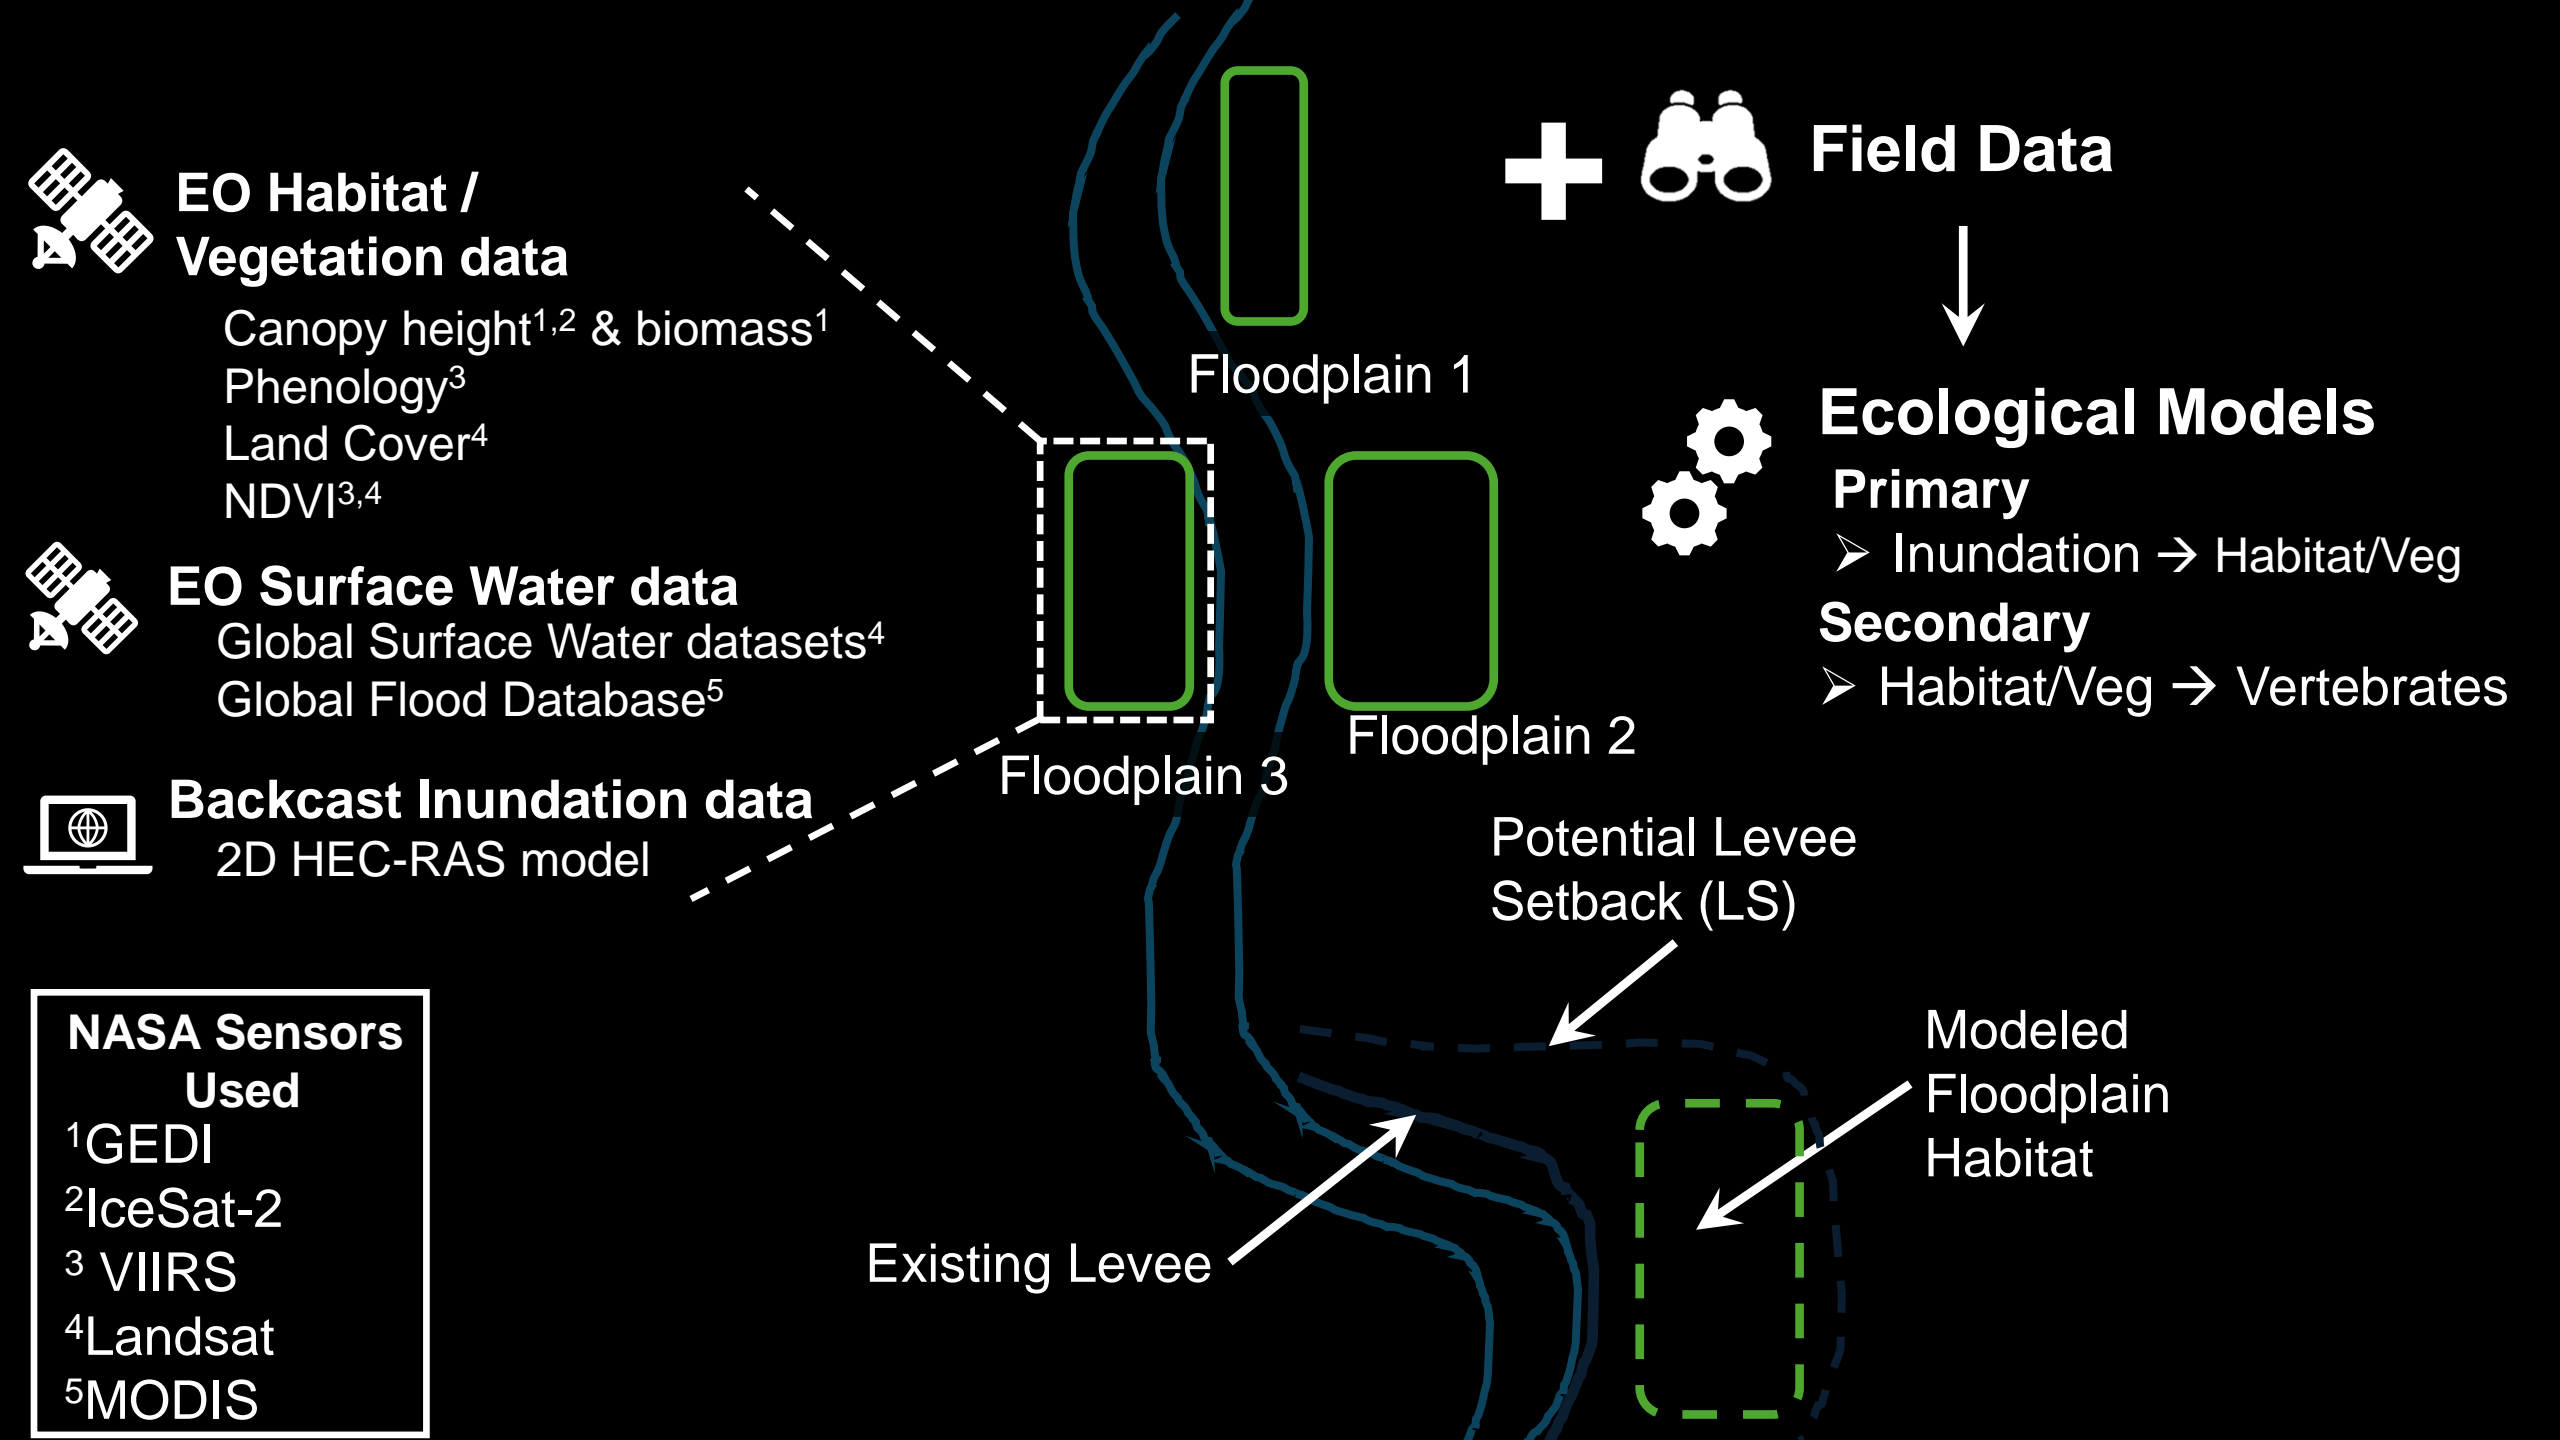 EO Habitat /
Vegetation data
Canopy height¹,² & biomass¹
Phenology³
Land Cover⁴
NDVI³,⁴
EO Surface Water data
Global Surface Water datasets⁴
Global Flood Database⁵
Backcast Inundation data
2D HEC-RAS model
NASA Sensors
Used
¹GEDI
²IceSat-2
³ VIIRS
⁴Landsat
⁵MODIS
Floodplain 1
Floodplain 2
Floodplain 3
Existing Levee
Field Data
Ecological Models
Primary
➢ Inundation → Habitat/Veg
Secondary
➢ Habitat/Veg → Vertebrates
Potential Levee
Setback (LS)
Modeled
Floodplain
Habitat